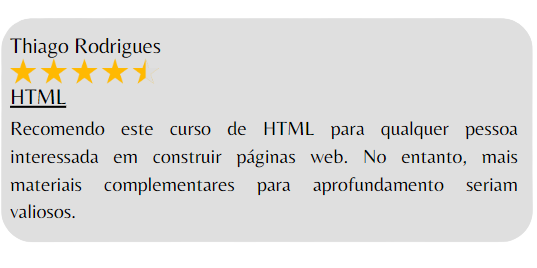 Thiago Rodrigues
HTML
Recomendo este curso de HTML para qualquer pessoa
interessada em construir páginas web. No entanto, mais
materiais complementares para aprofundamento seriam
valiosos.